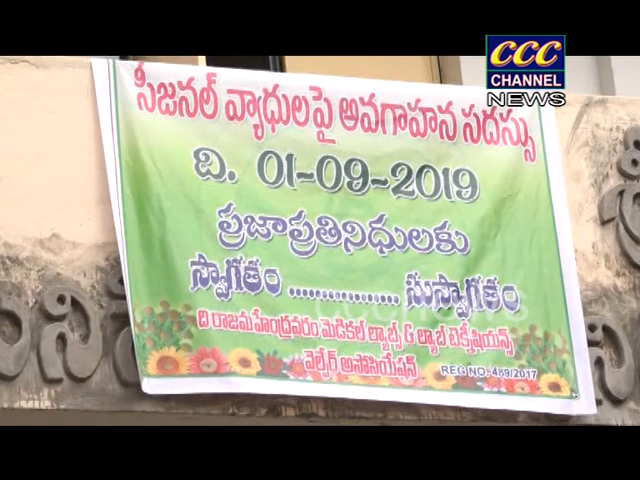 CCC
CHANNEL
NEWS
సీజనల్ వ్యాధులపై అవగాహన సదస్సు
ది. 01-09-2019
ప్రజాప్రతినిధులకు
స్వాగతం ................. సుస్వాగతం
ది రాజమహేంద్రవరం మెడికల్ ల్యాబ్స్ & ల్యాబ్ టెక్నీషియన్స్
వెల్ఫేర్ అసోసియేషన్ REG NO. 489/2017